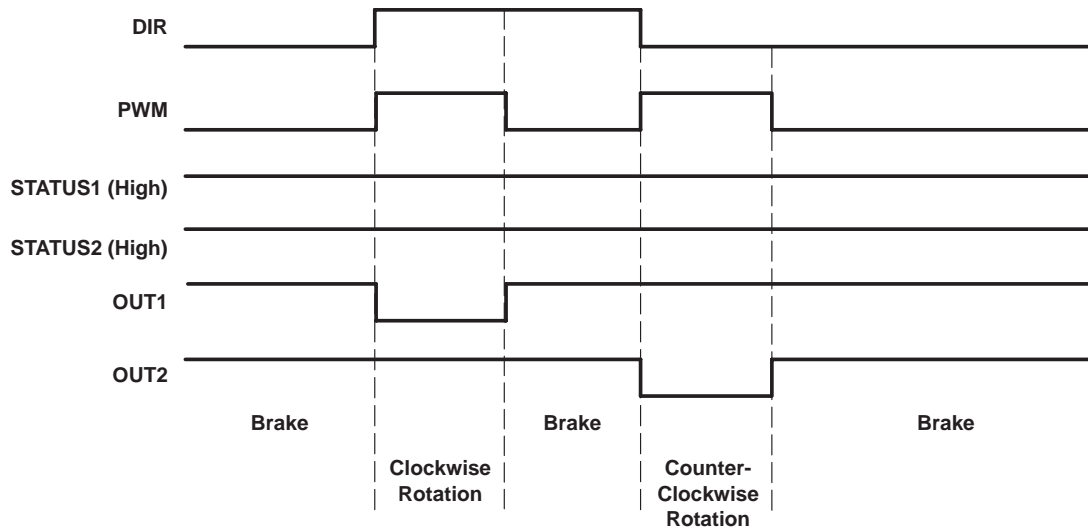 DIR
PWM
STATUS1 (High)
STATUS2 (High)
OUT1
OUT2
Brake
Brake
Brake
Clockwise
Rotation
Counter-
Clockwise
Rotation